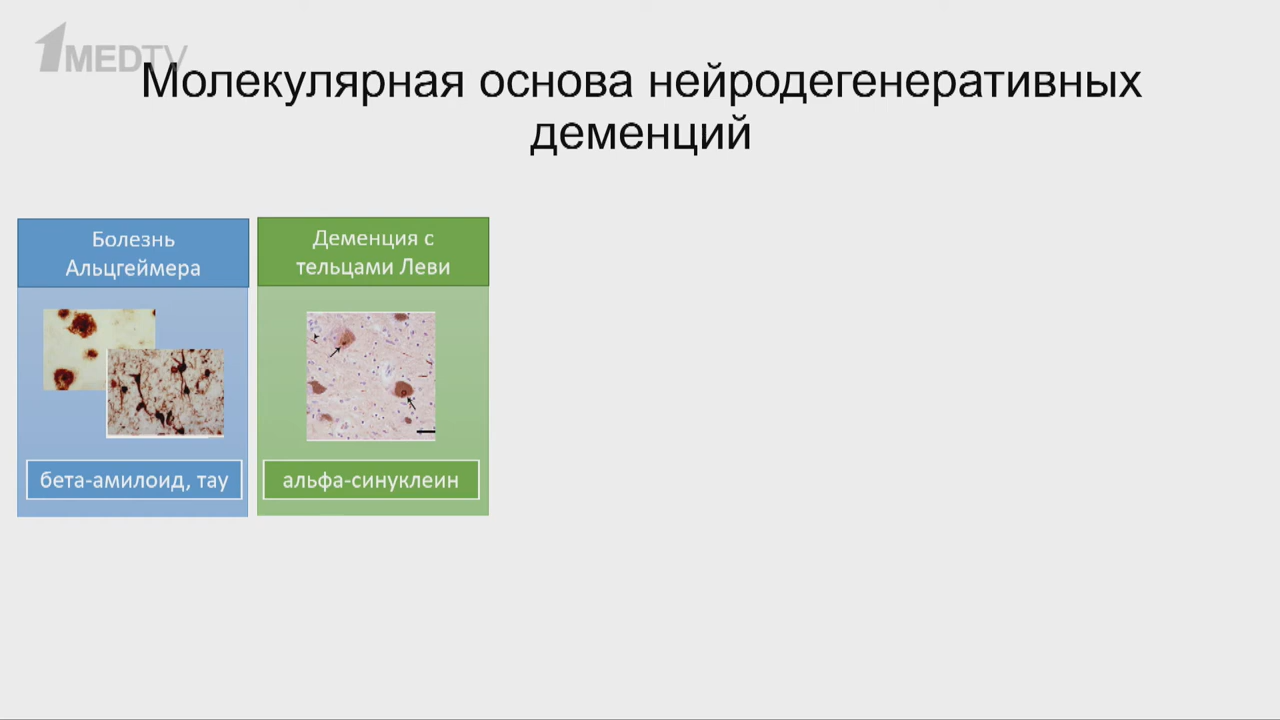 1MEDTV
Молекулярная основа нейродегенеративных
деменций
Болезнь
Альцгеймера
бета-амилоид, тау
Деменция с
тельцами Леви
альфа-синуклеин